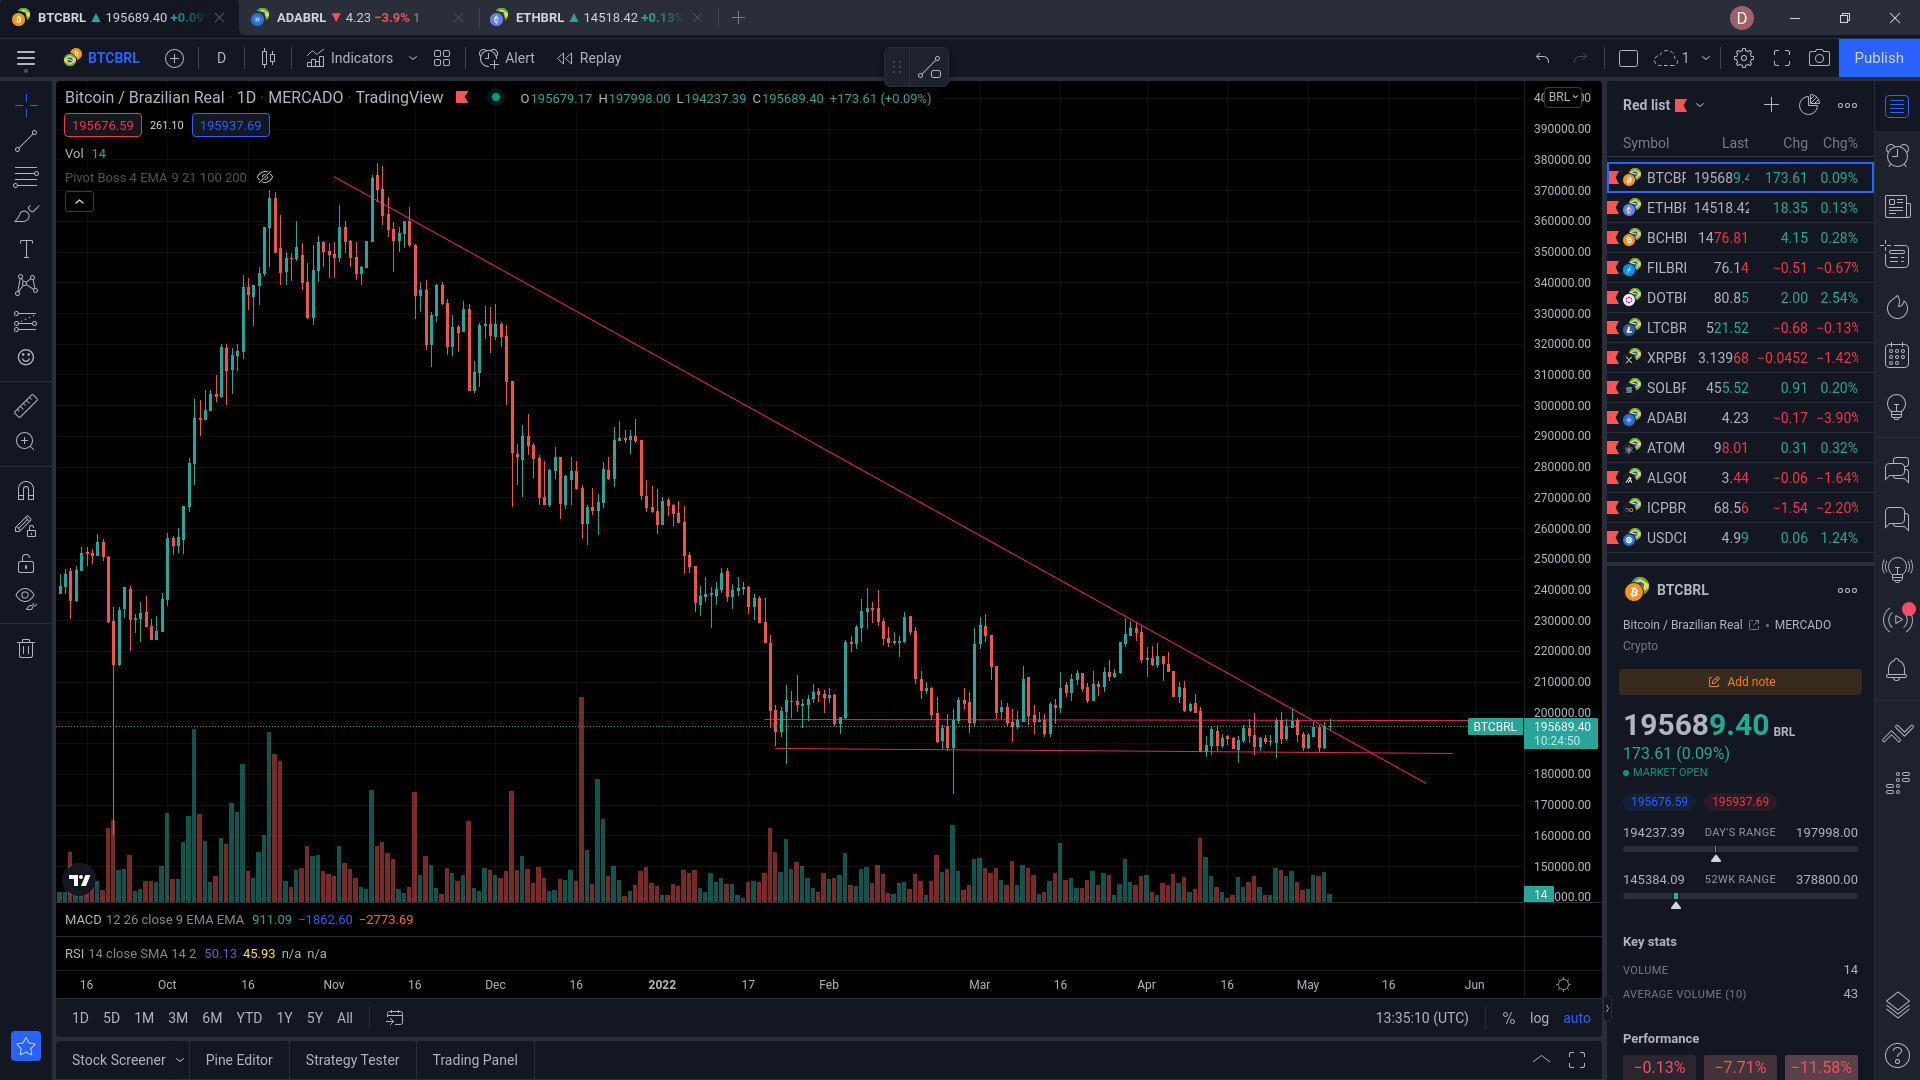 BTCBRL ▲ 195689.40 +0.09
ADABRL ▼ 4.23 −3.9% 1
ETHBRL ▲ 14518.42 +0.13%
D
BTCBRL
D
Indicators
Alert
Replay
1
Publish
Bitcoin / Brazilian Real · 1D · MERCADO · TradingView
O195679.17 H197998.00 L194237.39 C195689.40 +173.61 (+0.09%)
195676.59
261.10
195937.69
Vol 14
Pivot Boss 4 EMA 9 21 100 200
BRL
390000.00
380000.00
370000.00
360000.00
350000.00
340000.00
330000.00
320000.00
310000.00
300000.00
290000.00
280000.00
270000.00
260000.00
250000.00
240000.00
230000.00
220000.00
210000.00
200000.00
BTCBRL
195689.40
10:24:50
180000.00
170000.00
160000.00
150000.00
14
000.00
MACD 12 26 close 9 EMA EMA 911.09 −1862.60 −2773.69
RSI 14 close SMA 14 2 50.13 45.93 n/a n/a
16 Oct 16 Nov 16 Dec 16 2022 17 Feb Mar 16 Apr 16 May 16 Jun
1D 5D 1M 3M 6M YTD 1Y 5Y All
13:35:10 (UTC)
% log auto
Stock Screener
Pine Editor
Strategy Tester
Trading Panel
Red list
Symbol Last Chg Chg%
BTCBF 195689.4 173.61 0.09%
ETHBF 14518.42 18.35 0.13%
BCHBI 1476.81 4.15 0.28%
FILBRI 76.14 −0.51 −0.67%
DOTBF 80.85 2.00 2.54%
LTCBR 521.52 −0.68 −0.13%
XRPBF 3.13968 −0.0452 −1.42%
SOLBF 455.52 0.91 0.20%
ADABF 4.23 −0.17 −3.90%
ATOM 98.01 0.31 0.32%
ALGOE 3.44 −0.06 −1.64%
ICPBR 68.56 −1.54 −2.20%
USDCE 4.99 0.06 1.24%
BTCBRL
Bitcoin / Brazilian Real • MERCADO
Crypto
Add note
195689.40 BRL
173.61 (0.09%)
MARKET OPEN
195676.59
195937.69
194237.39 DAY'S RANGE 197998.00
145384.09 52WK RANGE 378800.00
Key stats
VOLUME 14
AVERAGE VOLUME (10) 43
Performance
−0.13% −7.71% −11.58%